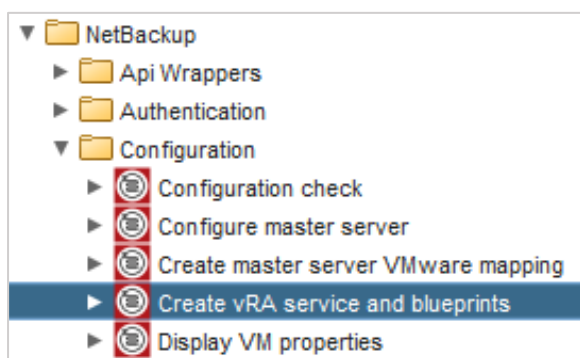 NetBackup
Api Wrappers
Authentication
Configuration
Configuration check
Configure master server
Create master server VMware mapping
Create vRA service and blueprints
Display VM properties